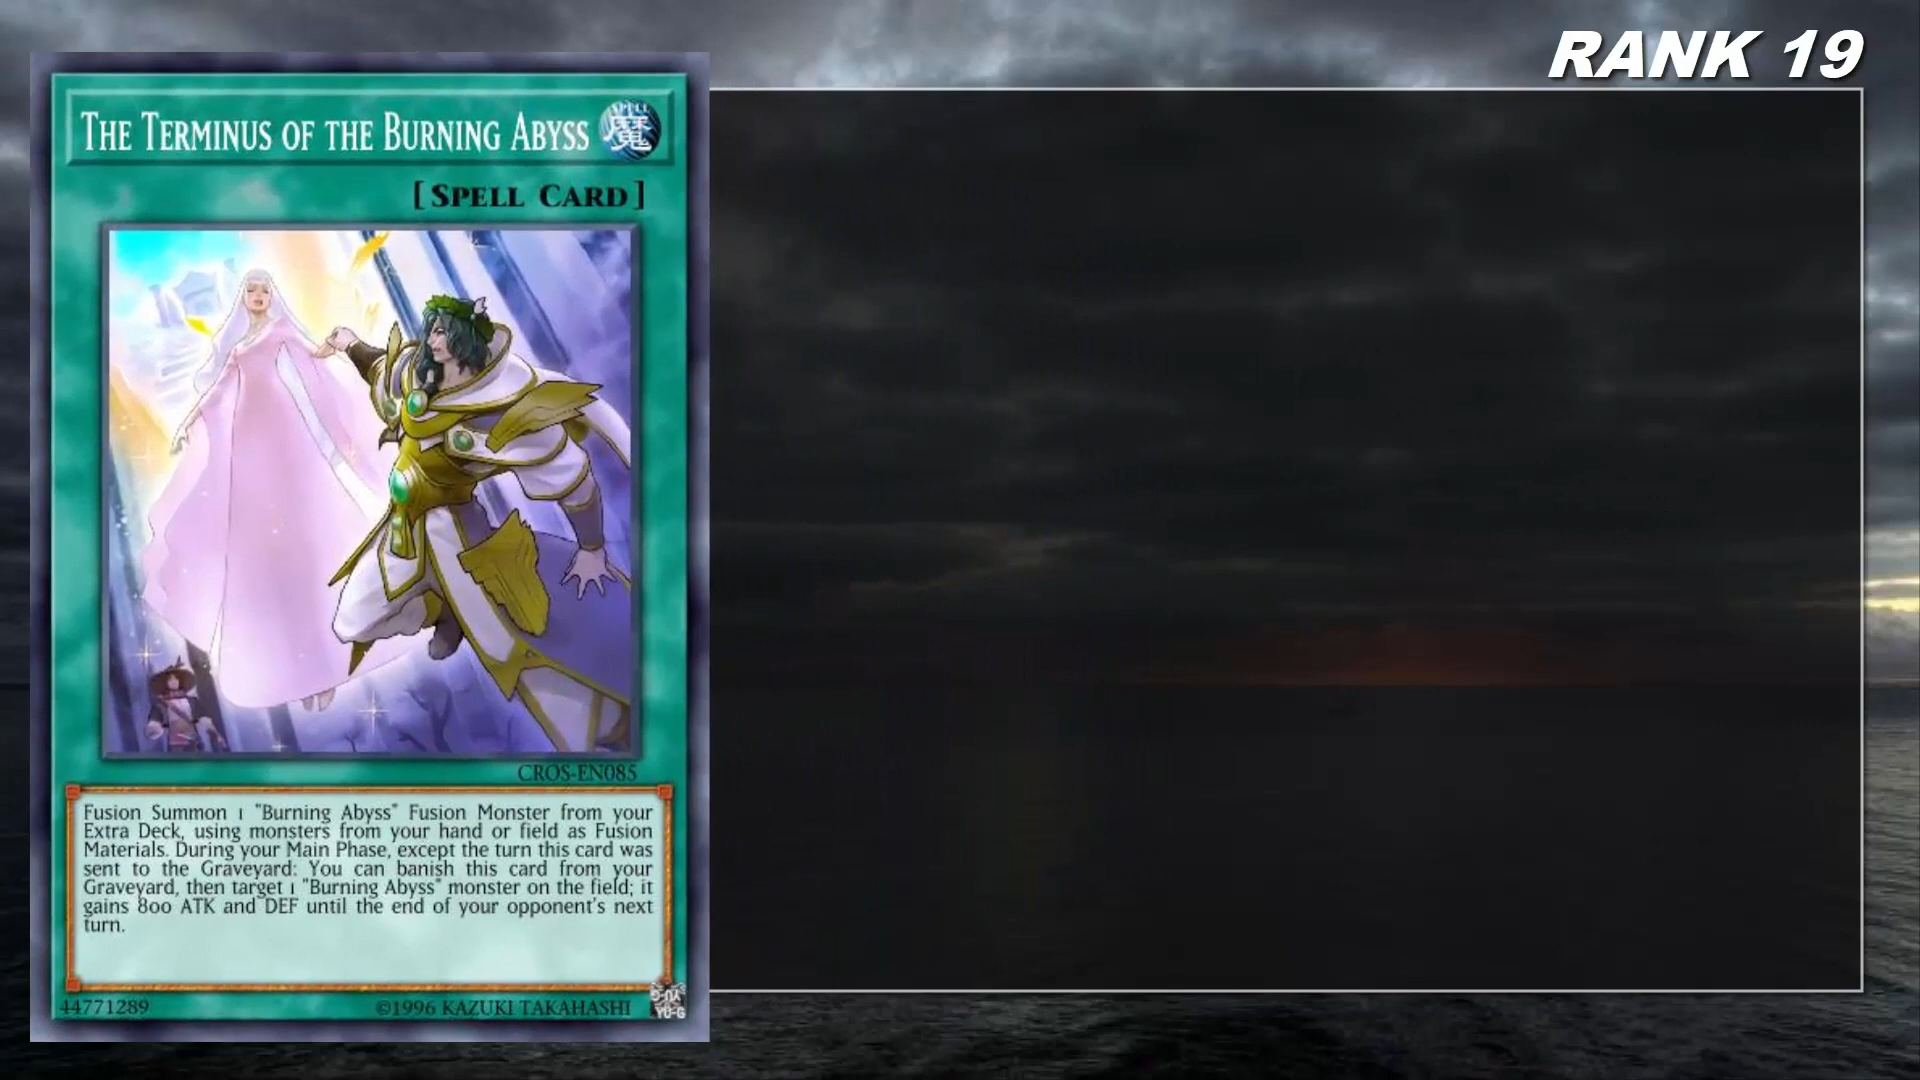 RANK 19
THE TERMINUS OF THE BURNING ABYSS
SPELL
魔
[SPELL CARD]
CROS-EN085
Fusion Summon 1 "Burning Abyss" Fusion Monster from your
Extra Deck, using monsters from your hand or field as Fusion
Materials. During your Main Phase, except the turn this card was
sent to the Graveyard: You can banish this card from your
Graveyard, then target 1 "Burning Abyss" monster on the field; it
gains 800 ATK and DEF until the end of your opponent's next
turn.
44771289
©1996 KAZUKI TAKAHASHI